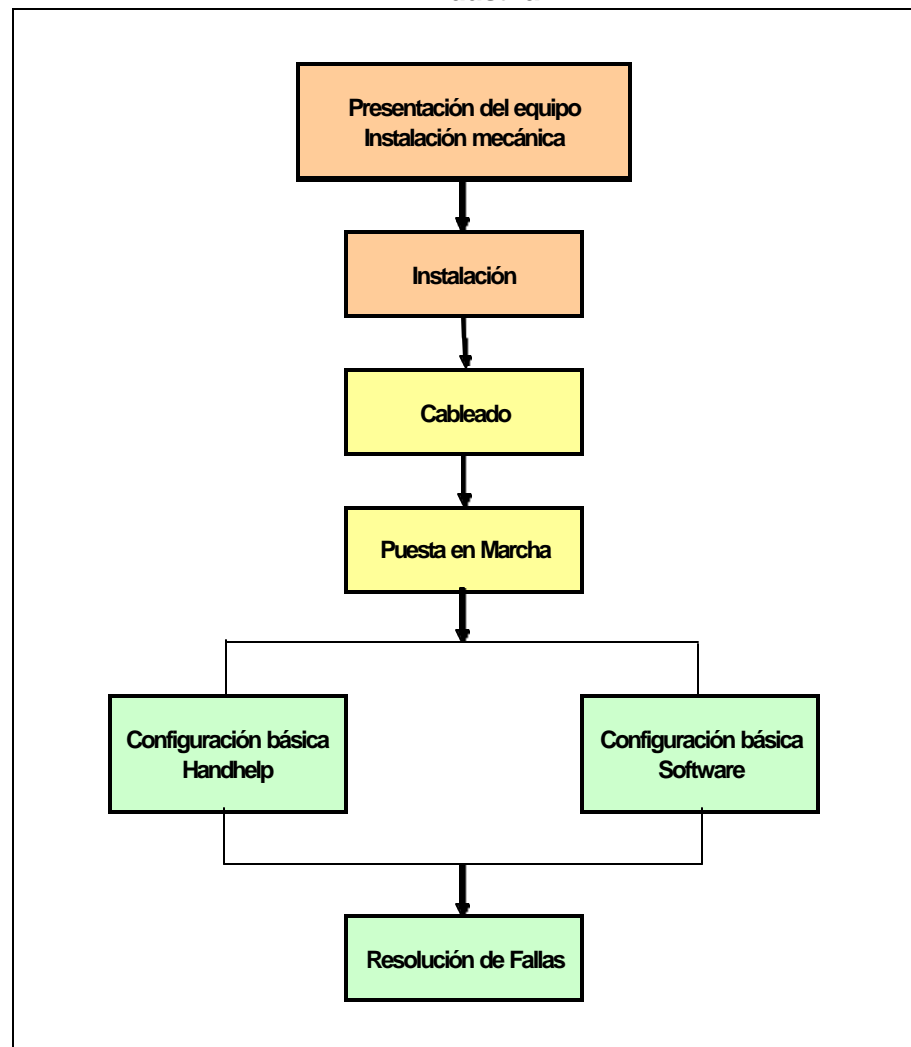 Presentación del equipo
Instalación mecánica
Instalación
Cableado
Puesta en Marcha
Configuración básica
Handhelp
Configuración básica
Software
Resolución de Fallas